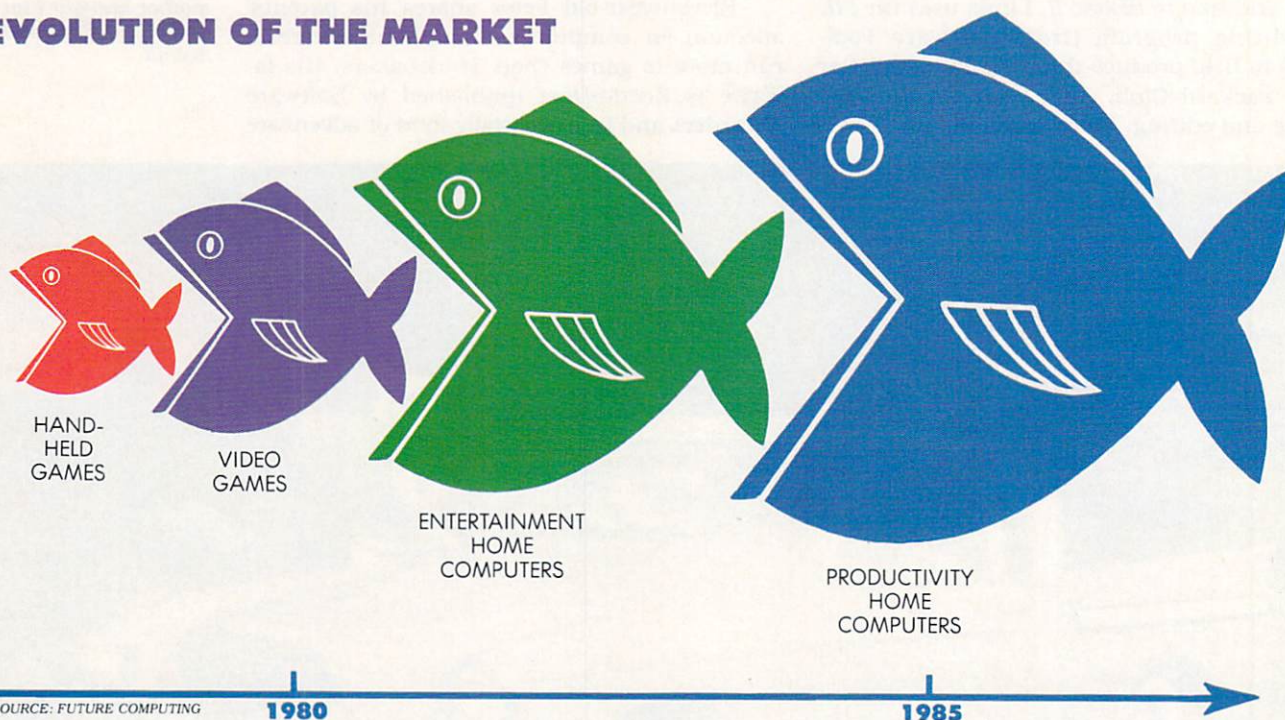 EVOLUTION OF THE MARKET
HAND-
HELD
GAMES
VIDEO
GAMES
ENTERTAINMENT
HOME
COMPUTERS
PRODUCTIVITY
HOME
COMPUTERS
OURCE: FUTURE COMPUTING
1980
1985